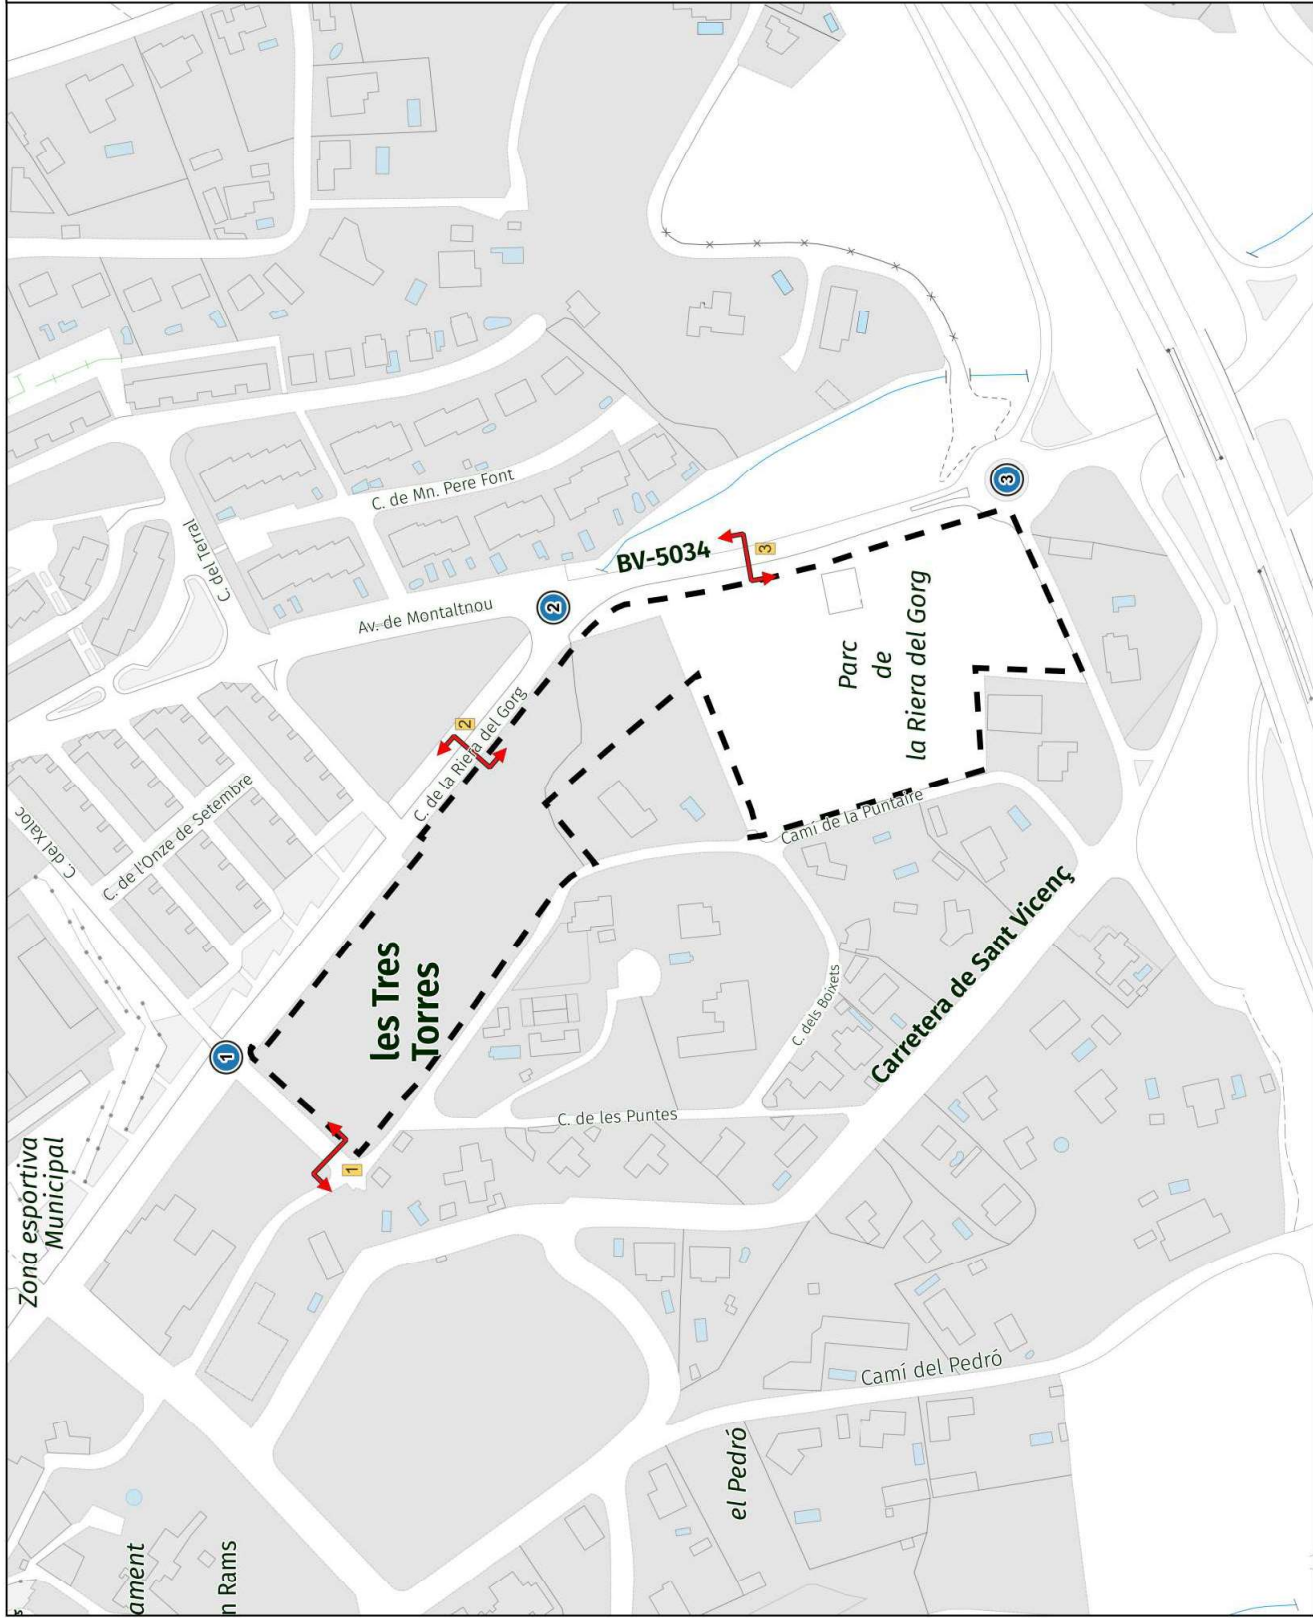 Zona esportiva
Municipal
C. del Xaloc
C. de l'Onze de Setembre
C. del Terral
Av. de Montaltnou
C. de Mn. Pere Font
BV-5034
C. de la Riera del Gorg
1
2
3
1
2
3
les Tres
Torres
Parc
de
la Riera del Gorg
Camí de la Puntaire
C. dels Boixets
C. de les Puntes
Carretera de Sant Vicenç
Camí del Pedró
el Pedró
ament
n Rams